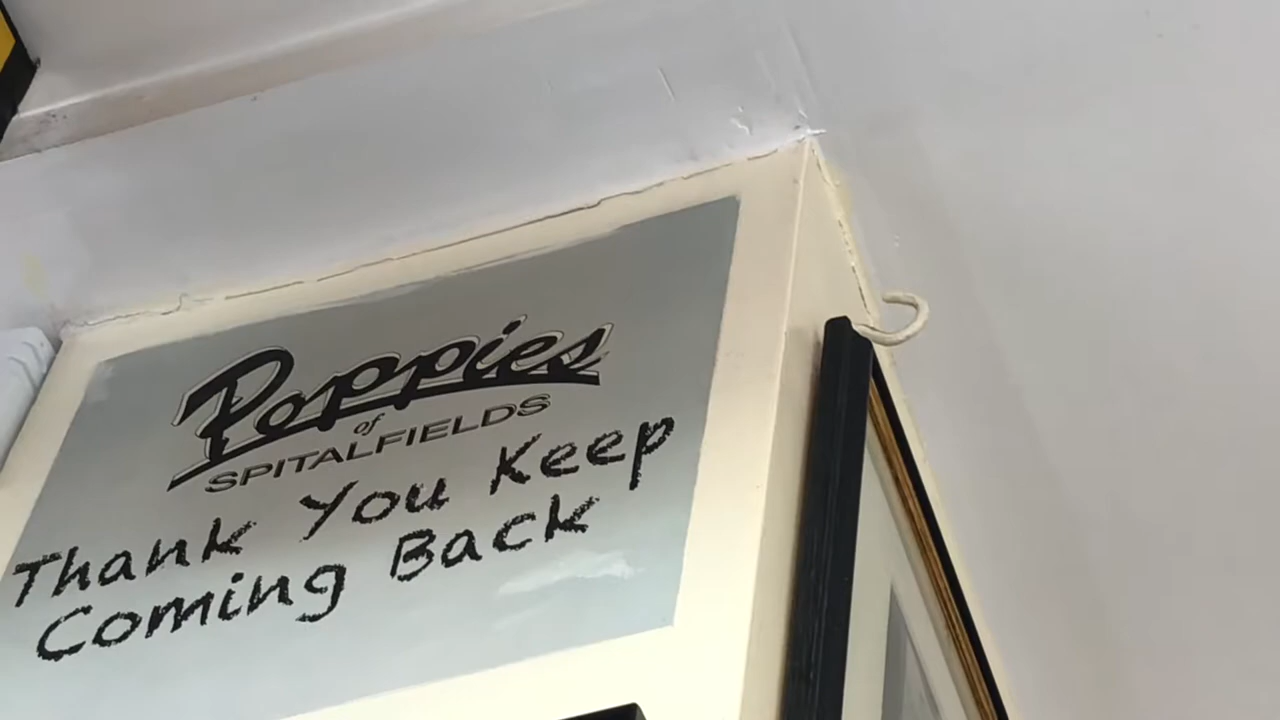 Poppies
of
SPITALFIELDS
Thank You Keep
Coming Back